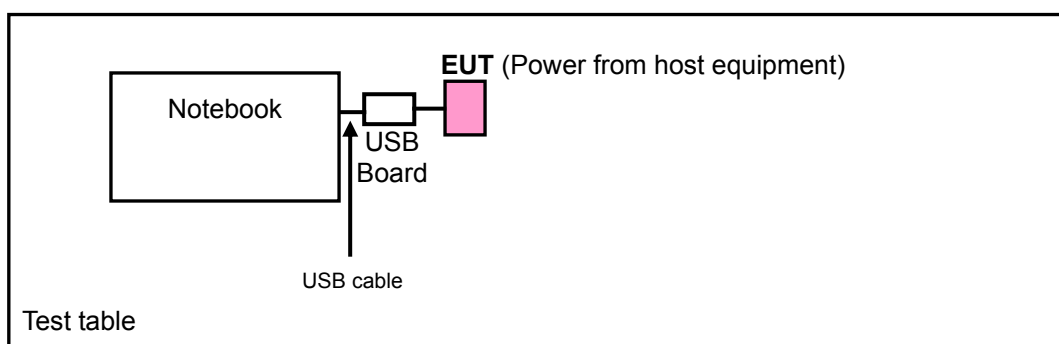 EUT (Power from host equipment)
Notebook
USB
Board
USB cable
Test table